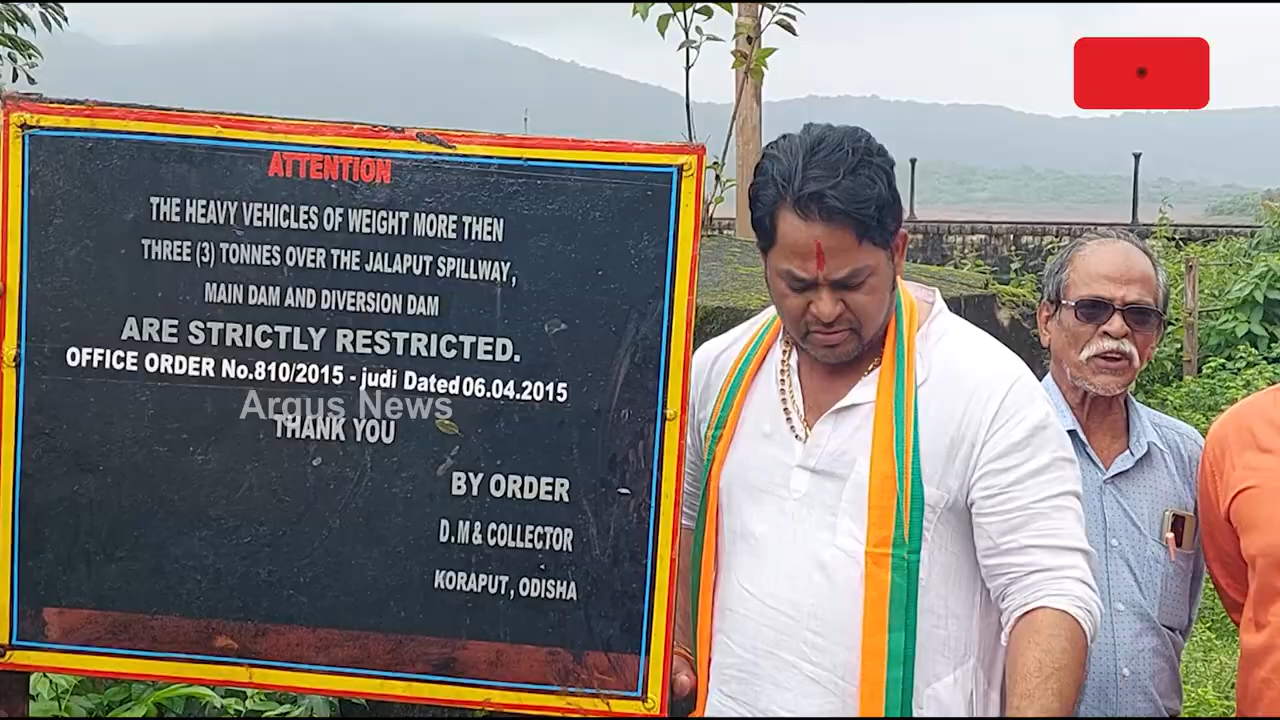 ATTENTION
THE HEAVY VEHICLES OF WEIGHT MORE THEN
THREE (3) TONNES OVER THE JALAPUT SPILLWAY,
MAIN DAM AND DIVERSION DAM
ARE STRICTLY RESTRICTED.
OFFICE ORDER No.810/2015 - judi Dated 06.04.2015
Argus News
THANK YOU
BY ORDER
D.M & COLLECTOR
KORAPUT, ODISHA